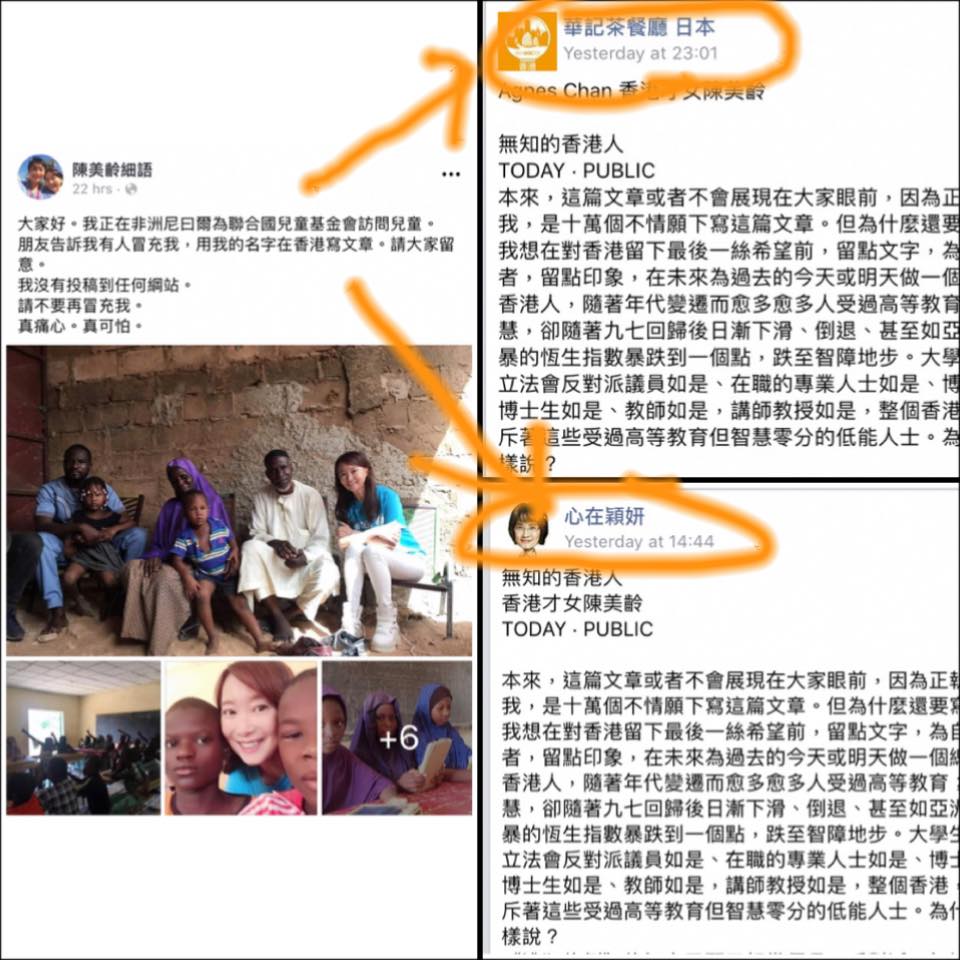 陳美齡細語
22 hrs ·
大家好。我正在非洲尼日爾為聯合國兒童基金會訪問兒童。
朋友告訴我有人冒充我，用我的名字在香港寫文章。請大家留
意。
我沒有投稿到任何網站。
請不要再冒充我。
真痛心。真可怕。
+6
華記茶餐廳 日本
Yesterday at 23:01
Agnes Chan 香港才女陳美齡
無知的香港人
TODAY · PUBLIC
本來，這篇文章或者不會展現在大家眼前，因為正
我，是十萬個不情願下寫這篇文章。但為什麼還要
我想在對香港留下最後一絲希望前，留點文字，為
者，留點印象，在未來為過去的今天或明天做一個
香港人，隨著年代變遷而愈多愈多人受過高等教育
慧，卻隨著九七回歸後日漸下滑、倒退、甚至如亞
暴的恆生指數暴跌到一個點，跌至智障地步。大學
立法會反對派議員如是、在職的專業人士如是、博
博士生如是、教師如是，講師教授如是，整個香港
斥著這些受過高等教育但智慧零分的低能人士。為
樣說？
心在穎妍
Yesterday at 14:44
無知的香港人
香港才女陳美齡
TODAY · PUBLIC
本來，這篇文章或者不會展現在大家眼前，因為正執
我，是十萬個不情願下寫這篇文章。但為什麼還要寫
我想在對香港留下最後一絲希望前，留點文字，為自
者，留點印象，在未來為過去的今天或明天做一個總
香港人，隨著年代變遷而愈多愈多人受過高等教育，
慧，卻隨著九七回歸後日漸下滑、倒退、甚至如亞洲
暴的恆生指數暴跌到一個點，跌至智障地步。大學生
立法會反對派議員如是、在職的專業人士如是、博士
博士生如是、教師如是，講師教授如是，整個香港，
斥著這些受過高等教育但智慧零分的低能人士。為什
樣說？